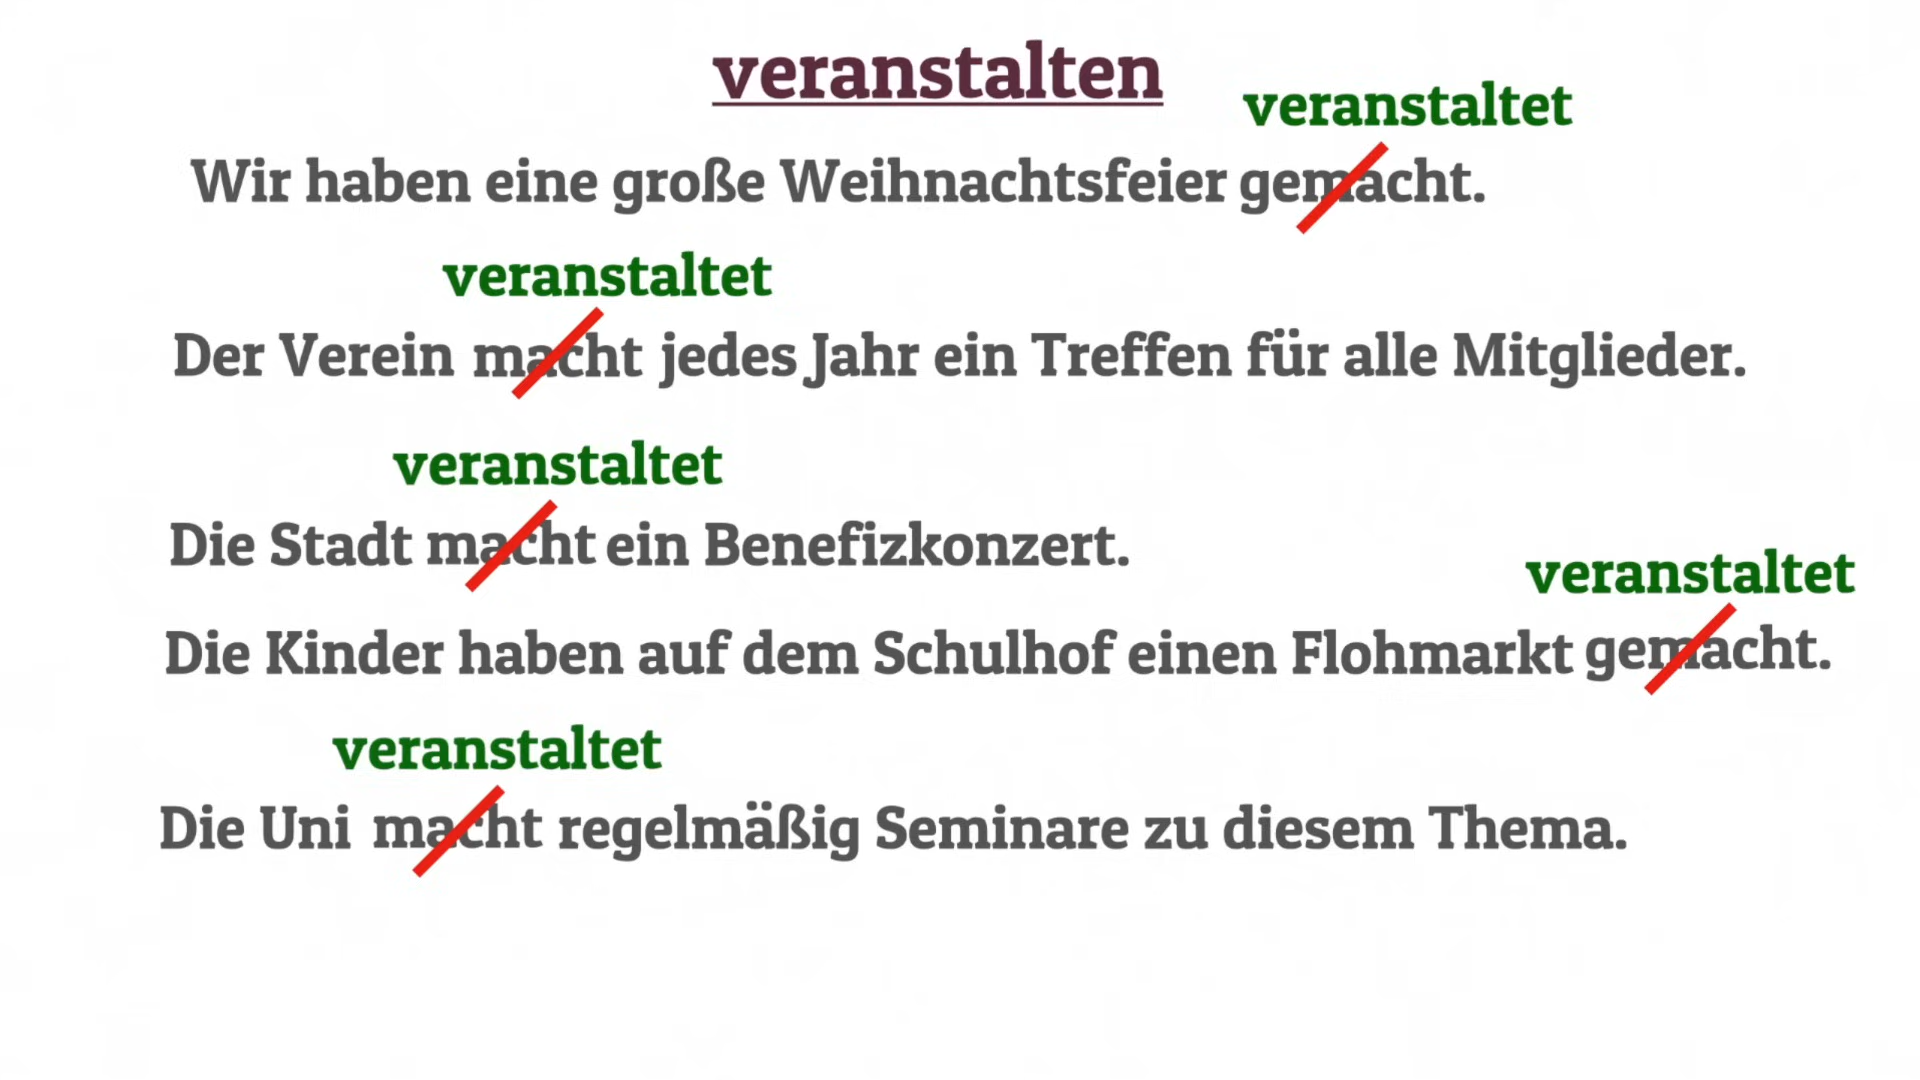 veranstalten
veranstaltet
Wir haben eine große Weihnachtsfeier gemacht.
veranstaltet
Der Verein macht jedes Jahr ein Treffen für alle Mitglieder.
veranstaltet
Die Stadt macht ein Benefizkonzert.
veranstaltet
Die Kinder haben auf dem Schulhof einen Flohmarkt gemacht.
veranstaltet
Die Uni macht regelmäßig Seminare zu diesem Thema.